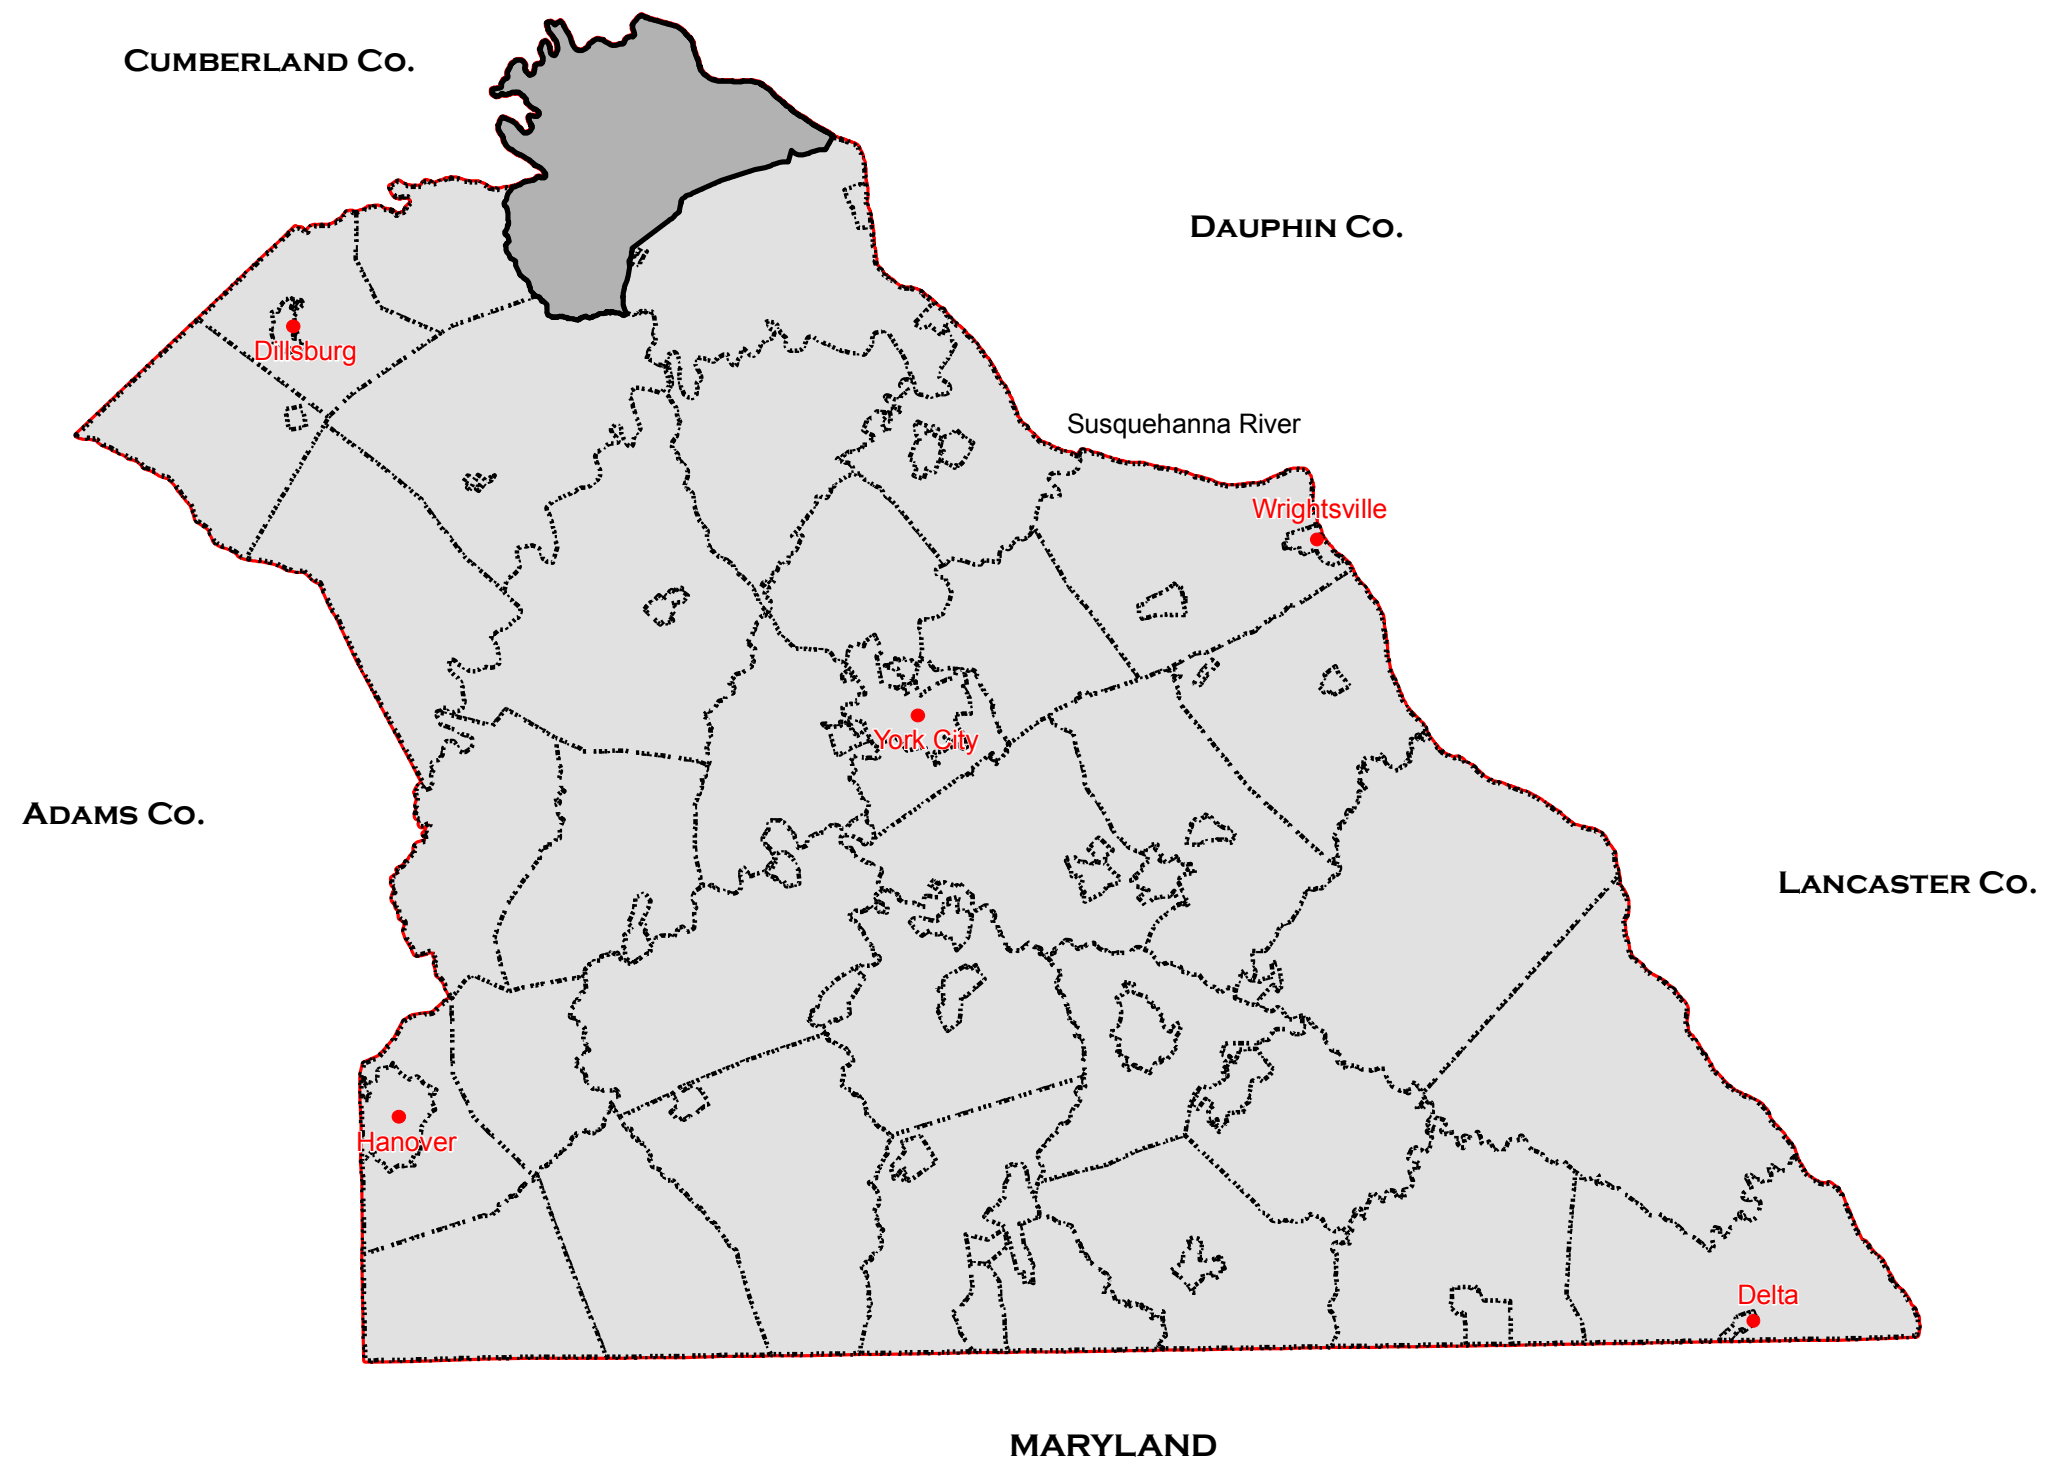 CUMBERLAND CO.
DAUPHIN CO.
Dillsburg
Susquehanna River
Wrightsville
York City
ADAMS CO.
LANCASTER CO.
Hanover
Delta
MARYLAND